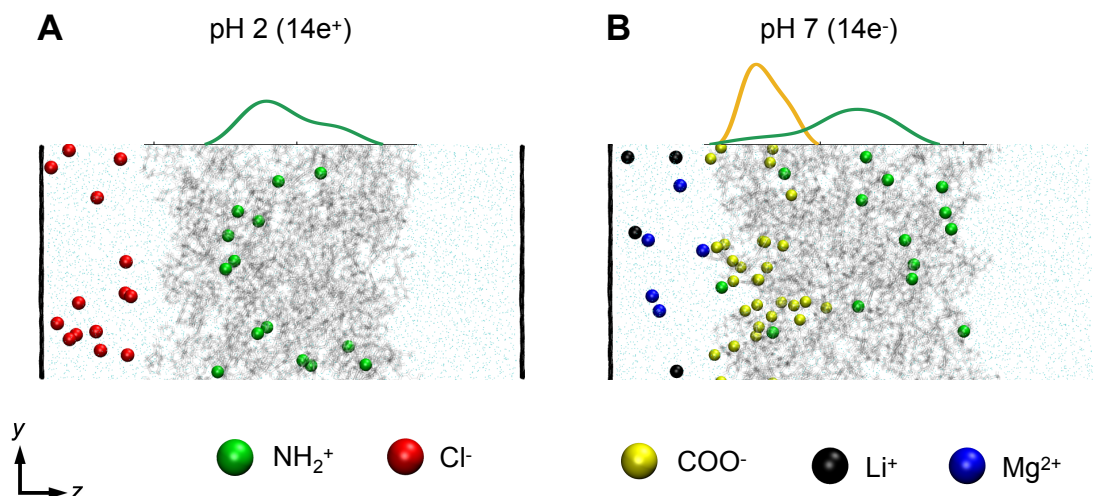 A
pH 2 (14e⁺)
B
pH 7 (14e⁻)
y
z
NH₂⁺
Cl⁻
COO⁻
Li⁺
Mg²⁺